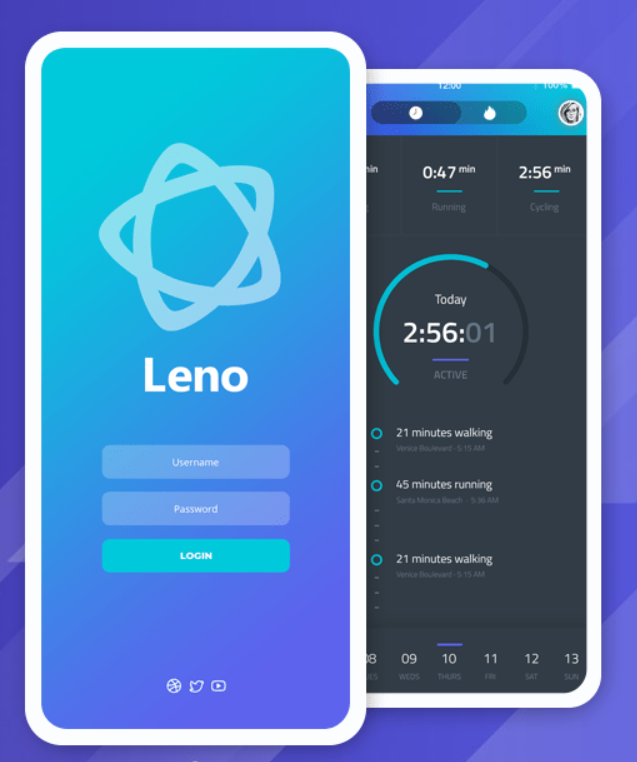 Leno
Username
Password
LOGIN
12:00
100%
min
0:47 min
2:56 min
Running
Cycling
Today
2:56:01
ACTIVE
21 minutes walking
Venice Boulevard · 5.15 AM
45 minutes running
Santa Monica Beach · 5:36 AM
21 minutes walking
Venice Boulevard · 5.15 AM
08 09 10 11 12 13
UES WEDS THURS FRI SAT SUN